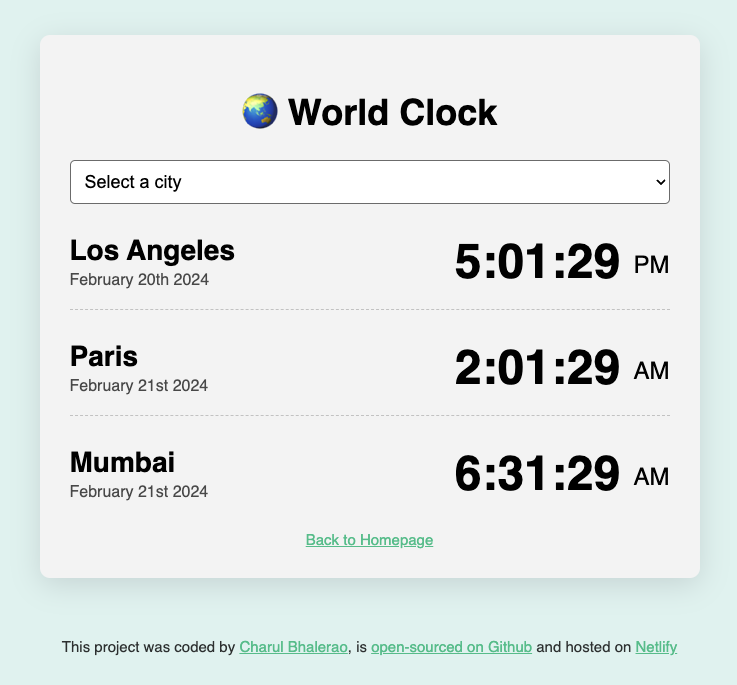 🌏 World Clock
Select a city
Los Angeles
February 20th 2024
5:01:29 PM
Paris
February 21st 2024
2:01:29 AM
Mumbai
February 21st 2024
6:31:29 AM
Back to Homepage
This project was coded by Charul Bhalerao, is open-sourced on Github and hosted on Netlify